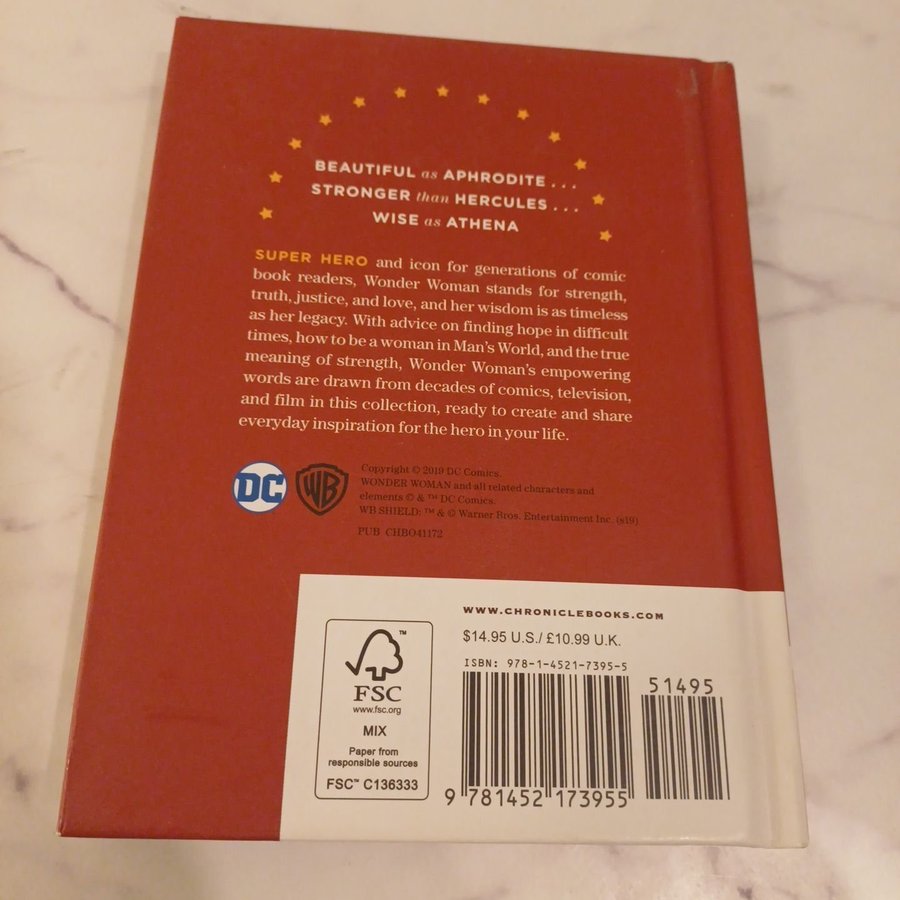 BEAUTIFUL as APHRODITE . . .
STRONGER than HERCULES . . .
WISE as ATHENA
SUPER HERO and icon for generations of comic
book readers, Wonder Woman stands for strength,
truth, justice, and love, and her wisdom is as timeless
as her legacy. With advice on finding hope in difficult
times, how to be a woman in Man's World, and the true
meaning of strength, Wonder Woman's empowering
words are drawn from decades of comics, television,
and film in this collection, ready to create and share
everyday inspiration for the hero in your life.
DC
WB
Copyright © 2019 DC Comics.
WONDER WOMAN and all related characters and
elements © & ™ DC Comics.
WB SHIELD: ™ & © Warner Bros. Entertainment Inc. (s19)
PUB CHBO41172
WWW.CHRONICLEBOOKS.COM
$14.95 U.S./ £10.99 U.K.
ISBN: 978-1-4521-7395-5
51495
9 781452 173955
™
FSC
www.fsc.org
MIX
Paper from
responsible sources
FSC™ C136333